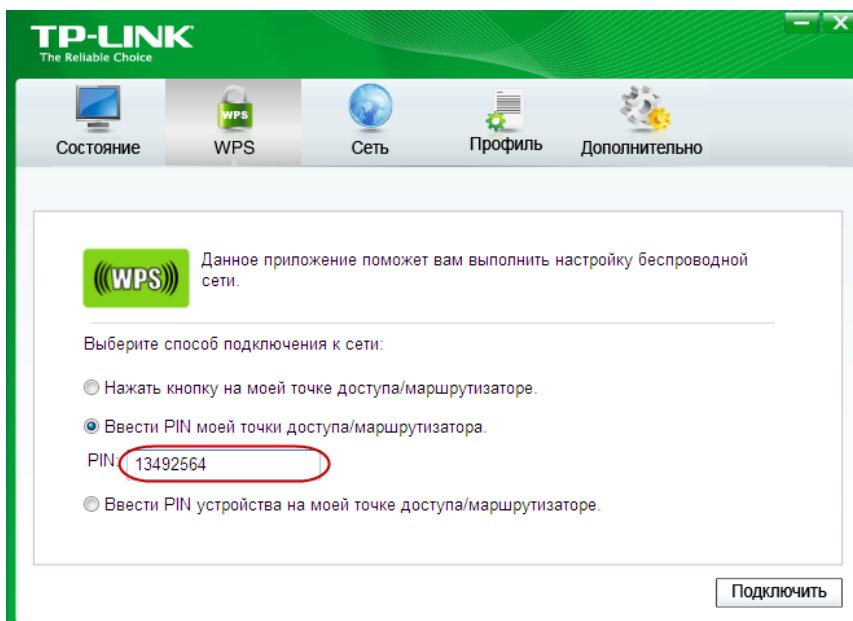 TP-LINK
The Reliable Choice
Состояние
WPS
WPS
Сеть
Профиль
Дополнительно
WPS
Данное приложение поможет вам выполнить настройку беспроводной
сети.
Выберите способ подключения к сети:
Нажать кнопку на моей точке доступа/маршрутизаторе.
Ввести PIN моей точки доступа/маршрутизатора.
PIN: 13492564
Ввести PIN устройства на моей точке доступа/маршрутизаторе.
Подключить